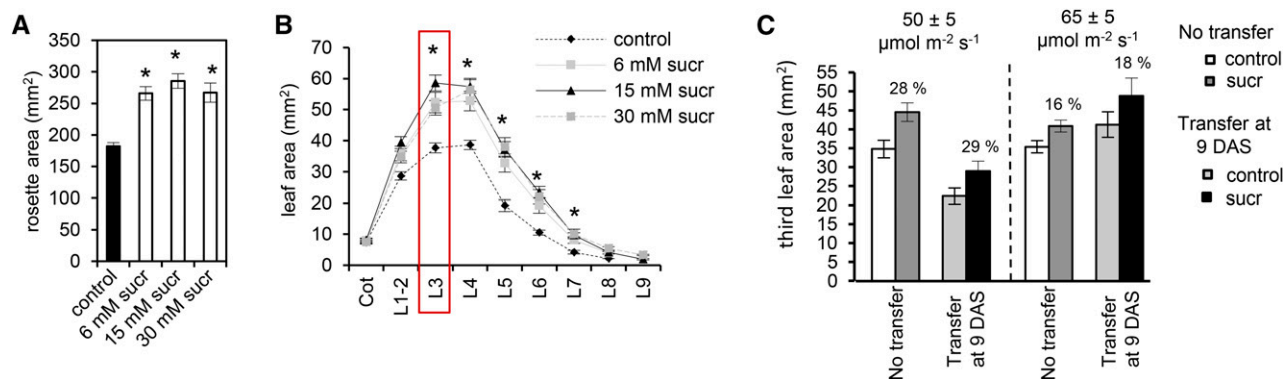 A
rosette area (mm²)
350
300
250
200
150
100
50
0
*
*
*
control
6 mM sucr
15 mM sucr
30 mM sucr
B
leaf area (mm²)
70
60
50
40
30
20
10
0
*
*
*
*
*
control
6 mM sucr
15 mM sucr
30 mM sucr
Cot
L1-2
L3
L4
L5
L6
L7
L8
L9
C
50 ± 5
µmol m⁻² s⁻¹
65 ± 5
µmol m⁻² s⁻¹
third leaf area (mm²)
55
50
45
40
35
30
25
20
15
10
5
0
28 %
29 %
16 %
18 %
No transfer
Transfer
at 9 DAS
No transfer
Transfer
at 9 DAS
No transfer
control
sucr
Transfer at
9 DAS
control
sucr